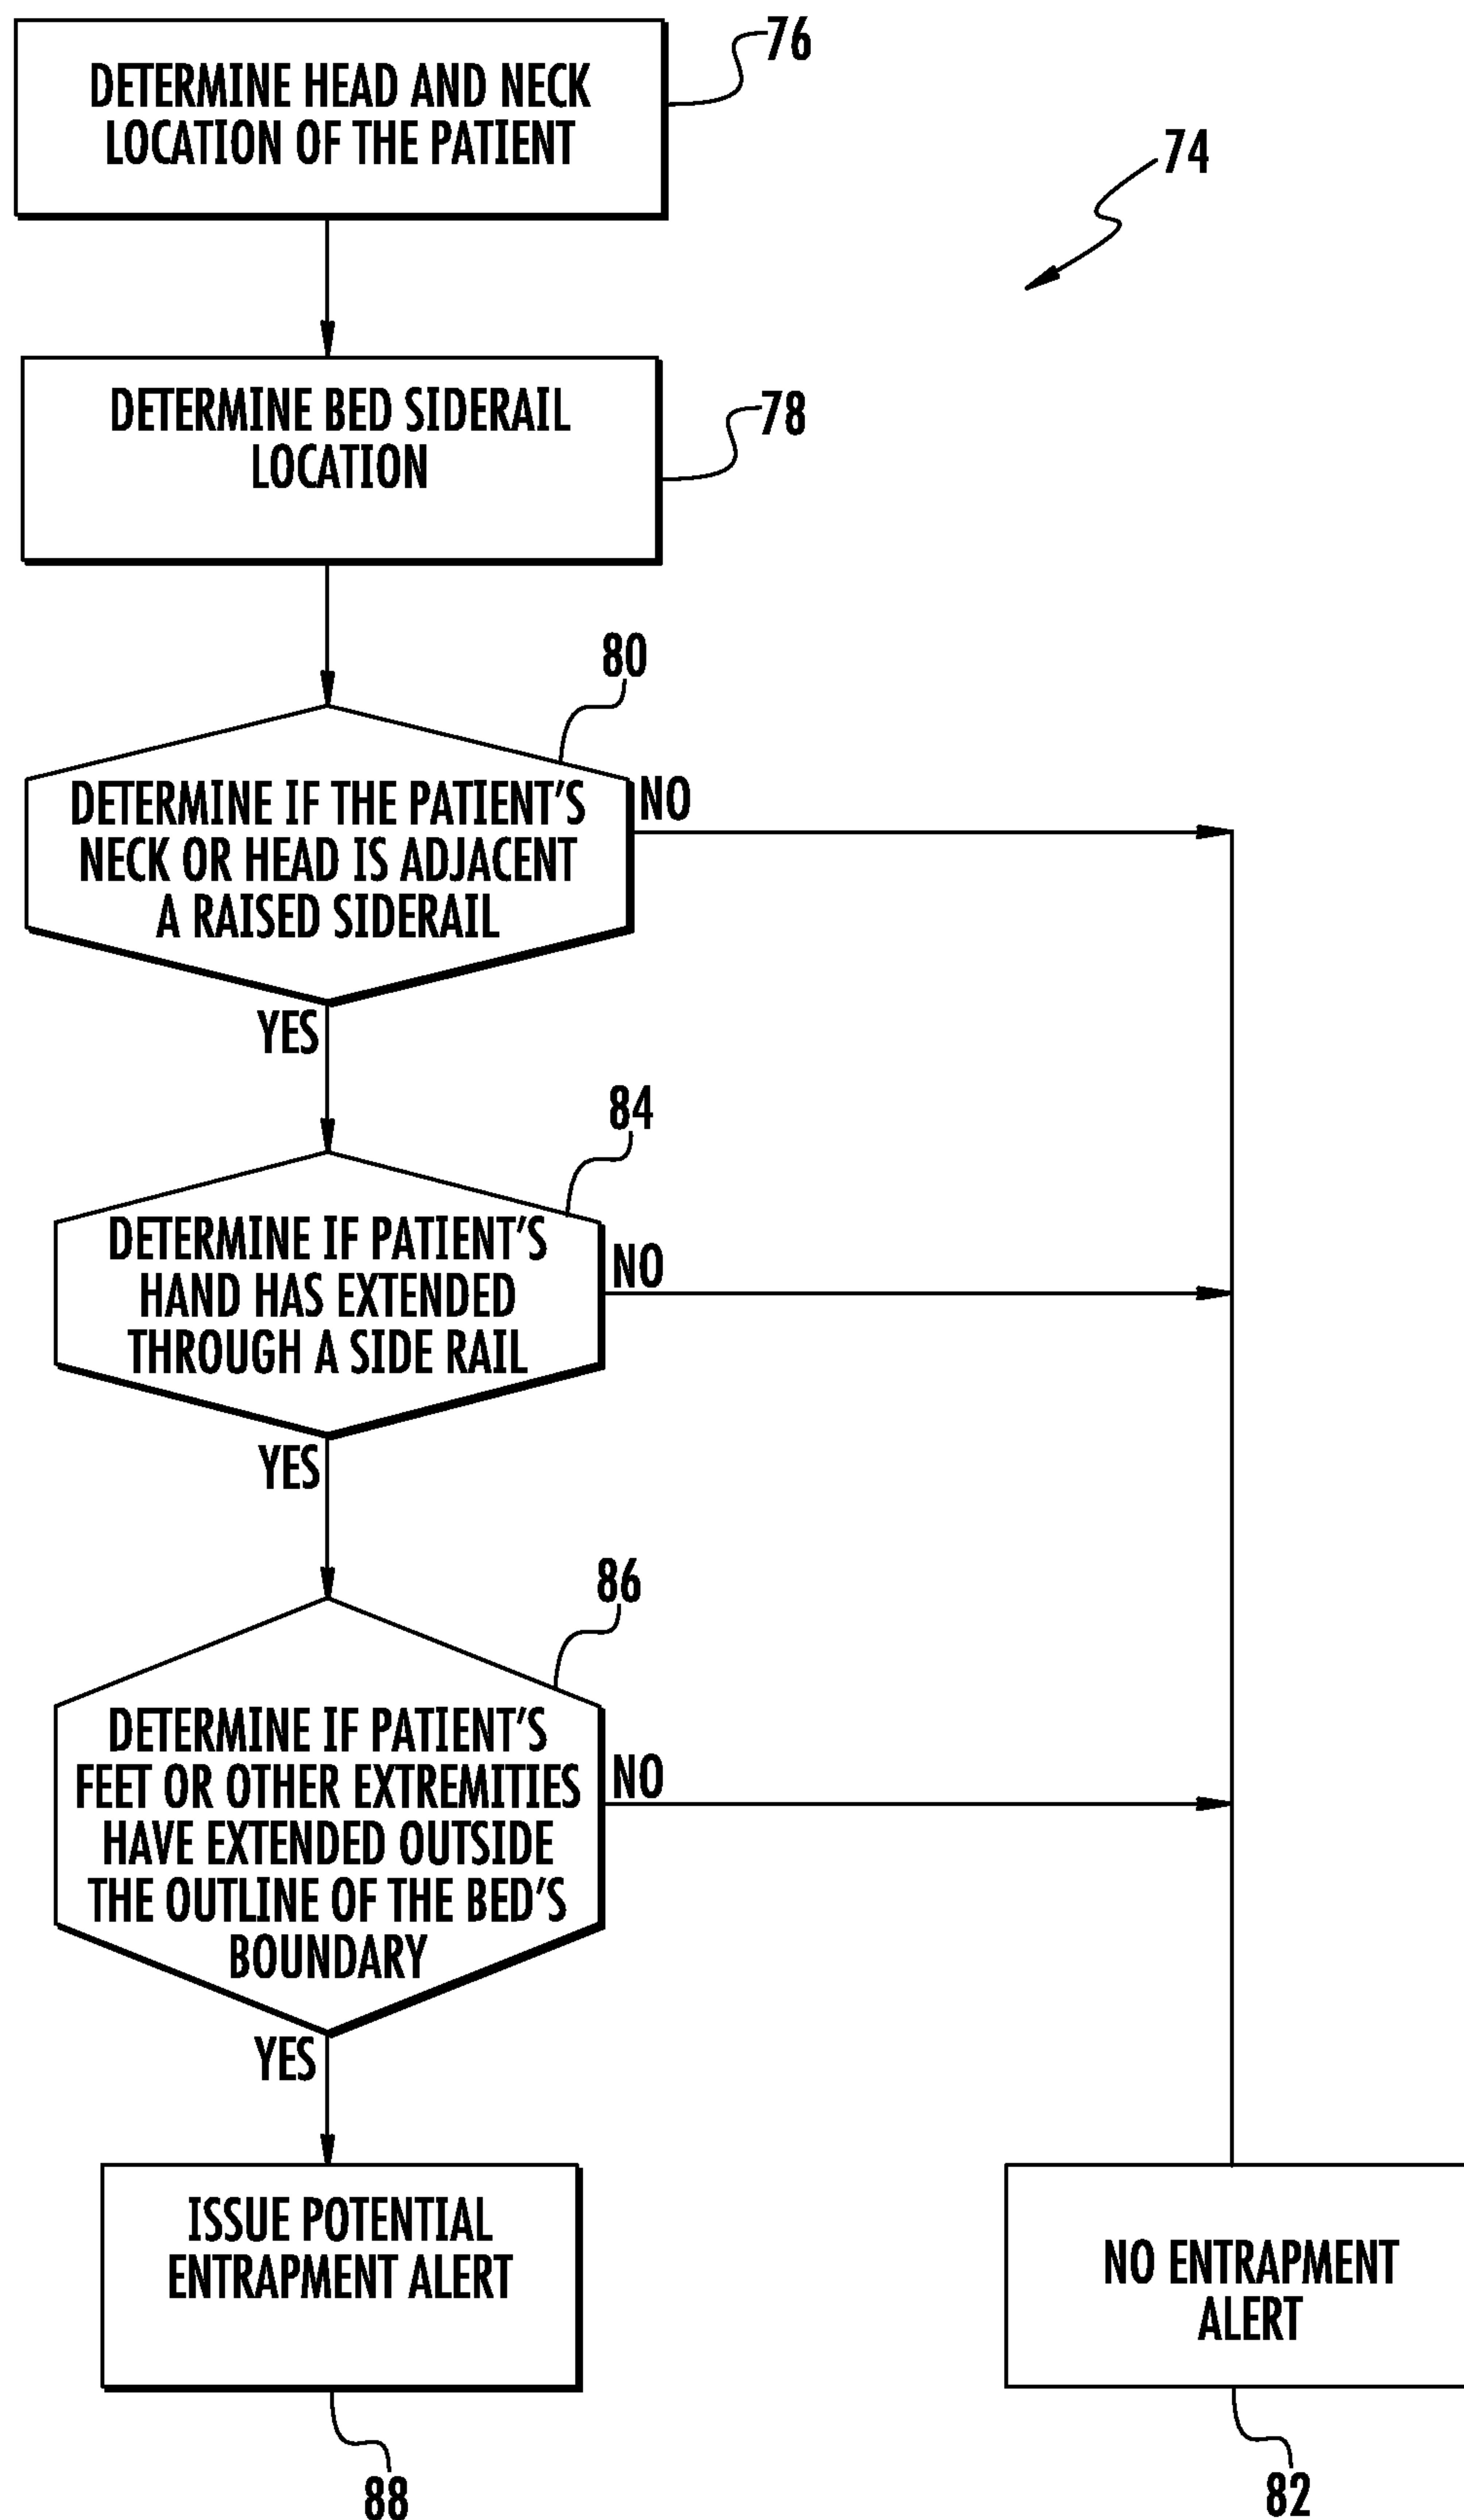 DETERMINE HEAD AND NECK
LOCATION OF THE PATIENT
76
74
DETERMINE BED SIDERAIL
LOCATION
78
80
DETERMINE IF THE PATIENT'S
NECK OR HEAD IS ADJACENT
A RAISED SIDERAIL
NO
YES
84
DETERMINE IF PATIENT'S
HAND HAS EXTENDED
THROUGH A SIDE RAIL
NO
YES
86
DETERMINE IF PATIENT'S
FEET OR OTHER EXTREMITIES
HAVE EXTENDED OUTSIDE
THE OUTLINE OF THE BED'S
BOUNDARY
NO
YES
ISSUE POTENTIAL
ENTRAPMENT ALERT
88
NO ENTRAPMENT
ALERT
82